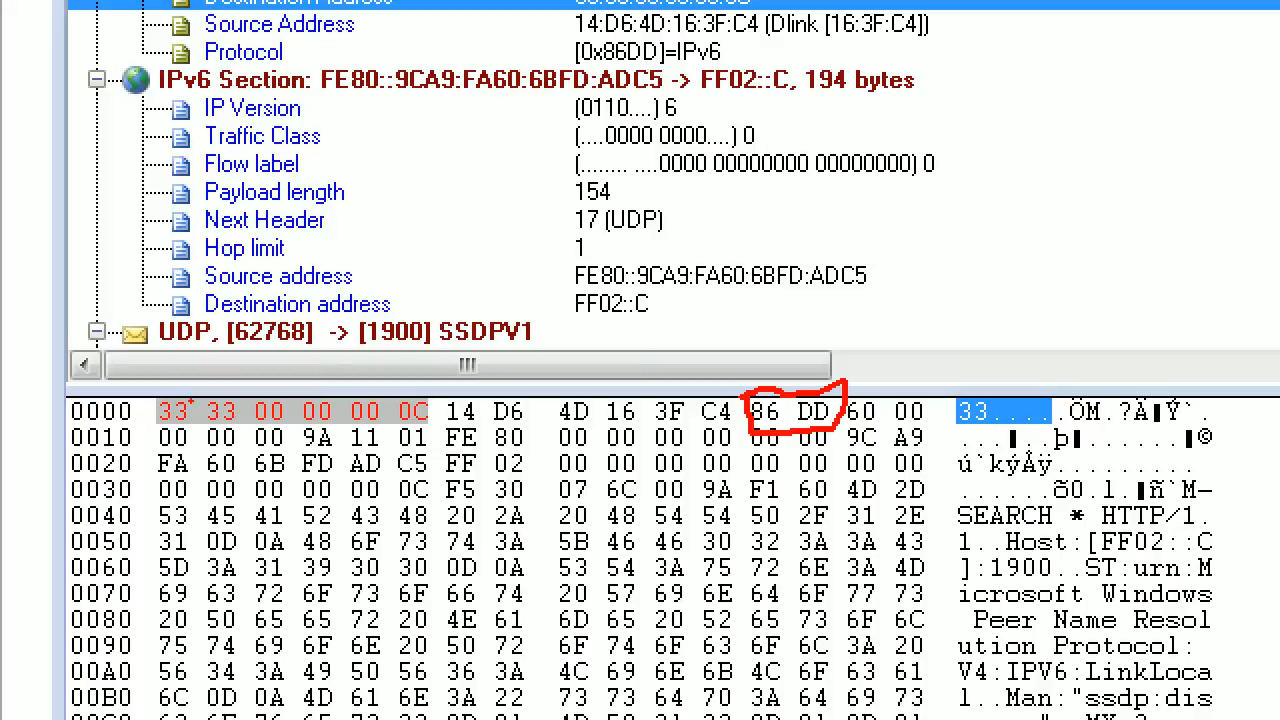 Destination Address
Source Address 14:D6:4D:16:3F:C4 (Dlink [16:3F:C4])
Protocol [0x86DD]=IPv6
IPv6 Section: FE80::9CA9:FA60:6BFD:ADC5 -> FF02::C, 194 bytes
IP Version (0110....) 6
Traffic Class (....0000 0000....) 0
Flow label (........ ....0000 00000000 00000000) 0
Payload length 154
Next Header 17 (UDP)
Hop limit 1
Source address FE80::9CA9:FA60:6BFD:ADC5
Destination address FF02::C
UDP, [62768] -> [1900] SSDPV1
0000 33 33 00 00 00 0C 14 D6 4D 16 3F C4 86 DD 60 00 33.....ÖM.?Ä▮Ý`.
0010 00 00 00 9A 11 01 FE 80 00 00 00 00 00 00 9C A9 ...▮..þ▮......▮©
0020 FA 60 6B FD AD C5 FF 02 00 00 00 00 00 00 00 00 ú`kýÅÿ.........
0030 00 00 00 00 00 0C F5 30 07 6C 00 9A F1 60 4D 2D ......õ0.l.▮ñ`M-
0040 53 45 41 52 43 48 20 2A 20 48 54 54 50 2F 31 2E SEARCH * HTTP/1.
0050 31 0D 0A 48 6F 73 74 3A 5B 46 46 30 32 3A 3A 43 1..Host:[FF02::C
0060 5D 3A 31 39 30 30 0D 0A 53 54 3A 75 72 6E 3A 4D ]:1900..ST:urn:M
0070 69 63 72 6F 73 6F 66 74 20 57 69 6E 64 6F 77 73 icrosoft Windows
0080 20 50 65 65 72 20 4E 61 6D 65 20 52 65 73 6F 6C Peer Name Resol
0090 75 74 69 6F 6E 20 50 72 6F 74 6F 63 6F 6C 3A 20 ution Protocol:
00A0 56 34 3A 49 50 56 36 3A 4C 69 6E 6B 4C 6F 63 61 V4:IPV6:LinkLoca
00B0 6C 0D 0A 4D 61 6E 3A 22 73 73 64 70 3A 64 69 73 l..Man:"ssdp:dis